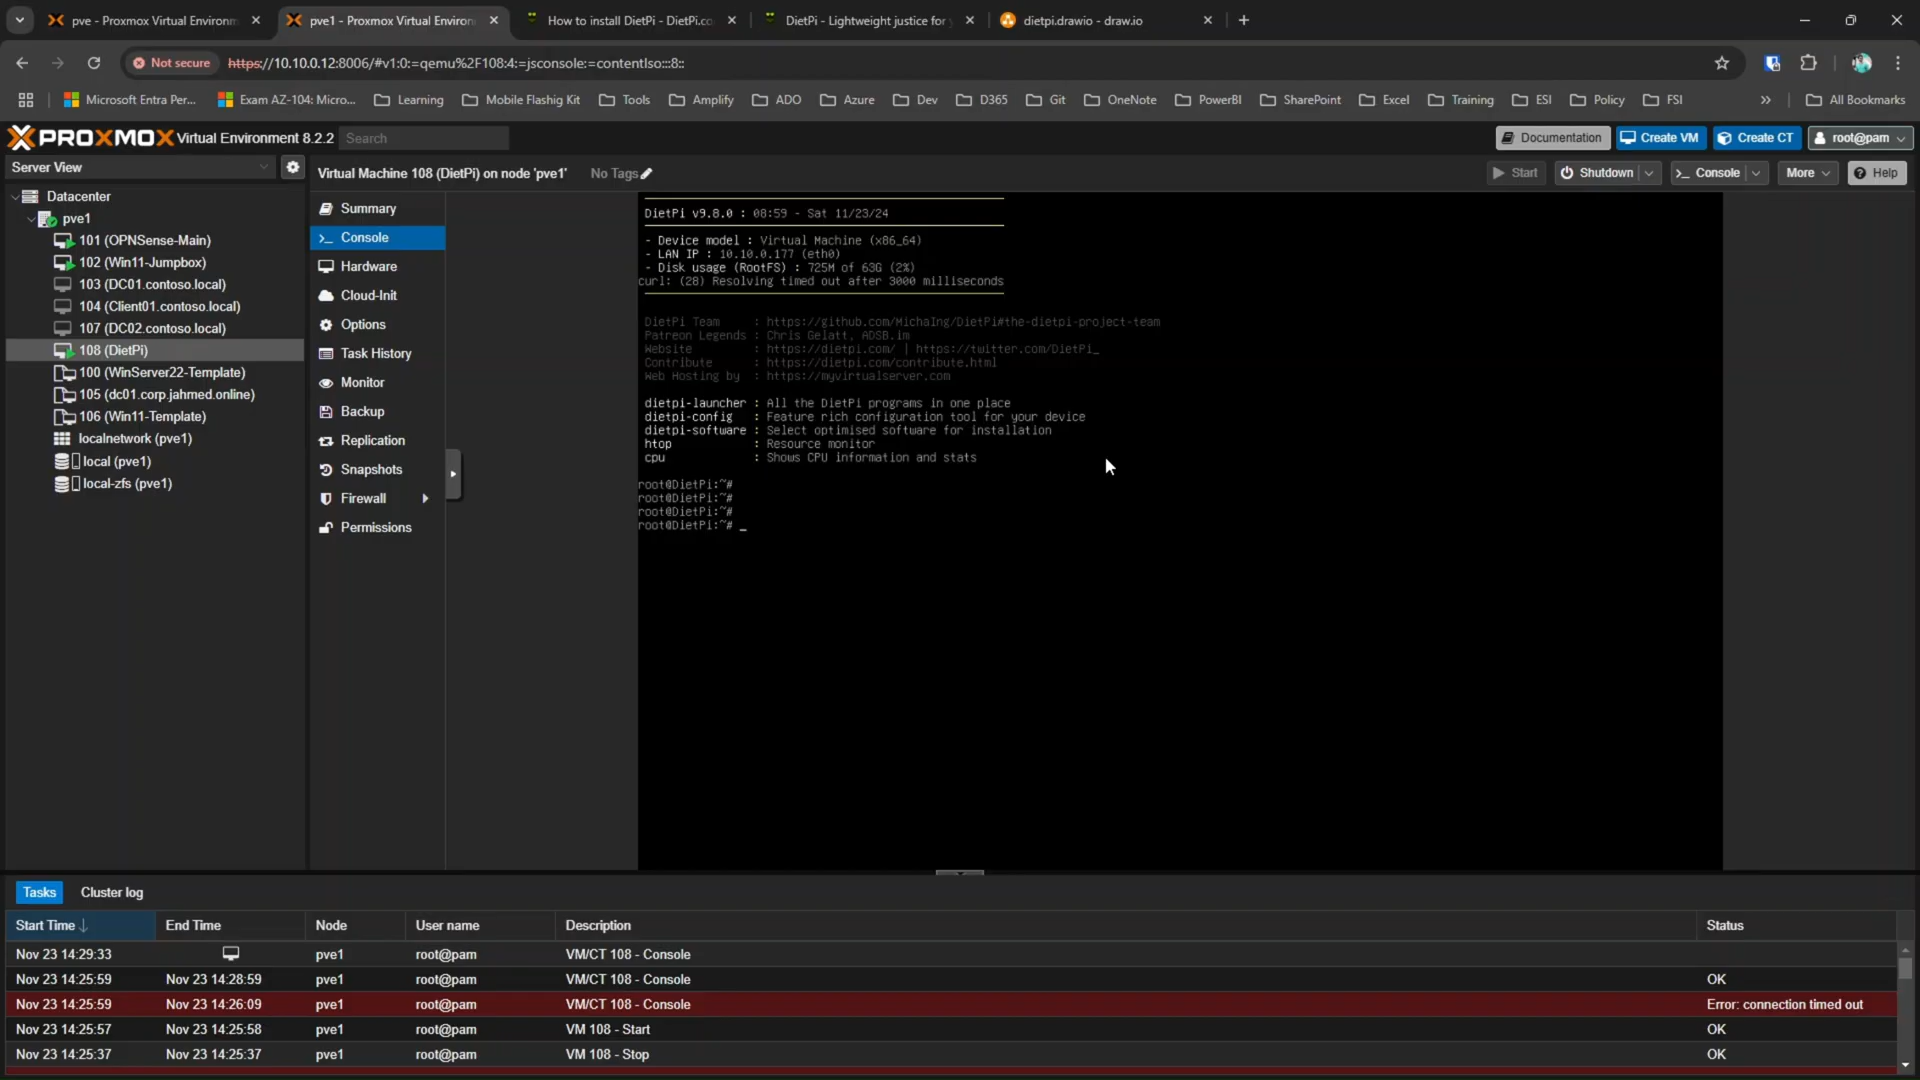 pve - Proxmox Virtual Environm
pve1 - Proxmox Virtual Environ
How to install DietPi - DietPi.co
DietPi - Lightweight justice for
dietpi.drawio - draw.io
Not secure
https://10.10.0.12:8006/#v1:0:=qemu%2F108:4:=jsconsole:=contentIso:::8::
Microsoft Entra Per...
Exam AZ-104: Micro...
Learning
Mobile Flashig Kit
Tools
Amplify
ADO
Azure
Dev
D365
Git
OneNote
PowerBI
SharePoint
Excel
Training
ESI
Policy
FSI
All Bookmarks
PROXMOX Virtual Environment 8.2.2
Search
Documentation
Create VM
Create CT
root@pam
Server View
Virtual Machine 108 (DietPi) on node 'pve1'
No Tags
Start
Shutdown
Console
More
Help
Datacenter
pve1
101 (OPNSense-Main)
102 (Win11-Jumpbox)
103 (DC01.contoso.local)
104 (Client01.contoso.local)
107 (DC02.contoso.local)
108 (DietPi)
100 (WinServer22-Template)
105 (dc01.corp.jahmed.online)
106 (Win11-Template)
localnetwork (pve1)
local (pve1)
local-zfs (pve1)
Summary
Console
Hardware
Cloud-Init
Options
Task History
Monitor
Backup
Replication
Snapshots
Firewall
Permissions
DietPi v9.8.0 : 08:59 - Sat 11/23/24
- Device model : Virtual Machine (x86_64)
- LAN IP : 10.10.0.177 (eth0)
- Disk usage (RootFS) : 725M of 63G (2%)
curl: (28) Resolving timed out after 3000 milliseconds
DietPi Team : https://github.com/MichaIng/DietPi#the-dietpi-project-team
Patreon Legends : Chris Gelatt, ADSB.im
Website : https://dietpi.com/ | https://twitter.com/DietPi_
Contribute : https://dietpi.com/contribute.html
Web Hosting by : https://myvirtualserver.com
dietpi-launcher : All the DietPi programs in one place
dietpi-config : Feature rich configuration tool for your device
dietpi-software : Select optimised software for installation
htop : Resource monitor
cpu : Shows CPU information and stats
root@DietPi:~#
root@DietPi:~#
root@DietPi:~#
root@DietPi:~# _
Tasks
Cluster log
Start Time End Time Node User name Description Status
Nov 23 14:29:33 pve1 root@pam VM/CT 108 - Console
Nov 23 14:25:59 Nov 23 14:28:59 pve1 root@pam VM/CT 108 - Console OK
Nov 23 14:25:59 Nov 23 14:26:09 pve1 root@pam VM/CT 108 - Console Error: connection timed out
Nov 23 14:25:57 Nov 23 14:25:58 pve1 root@pam VM 108 - Start OK
Nov 23 14:25:37 Nov 23 14:25:37 pve1 root@pam VM 108 - Stop OK